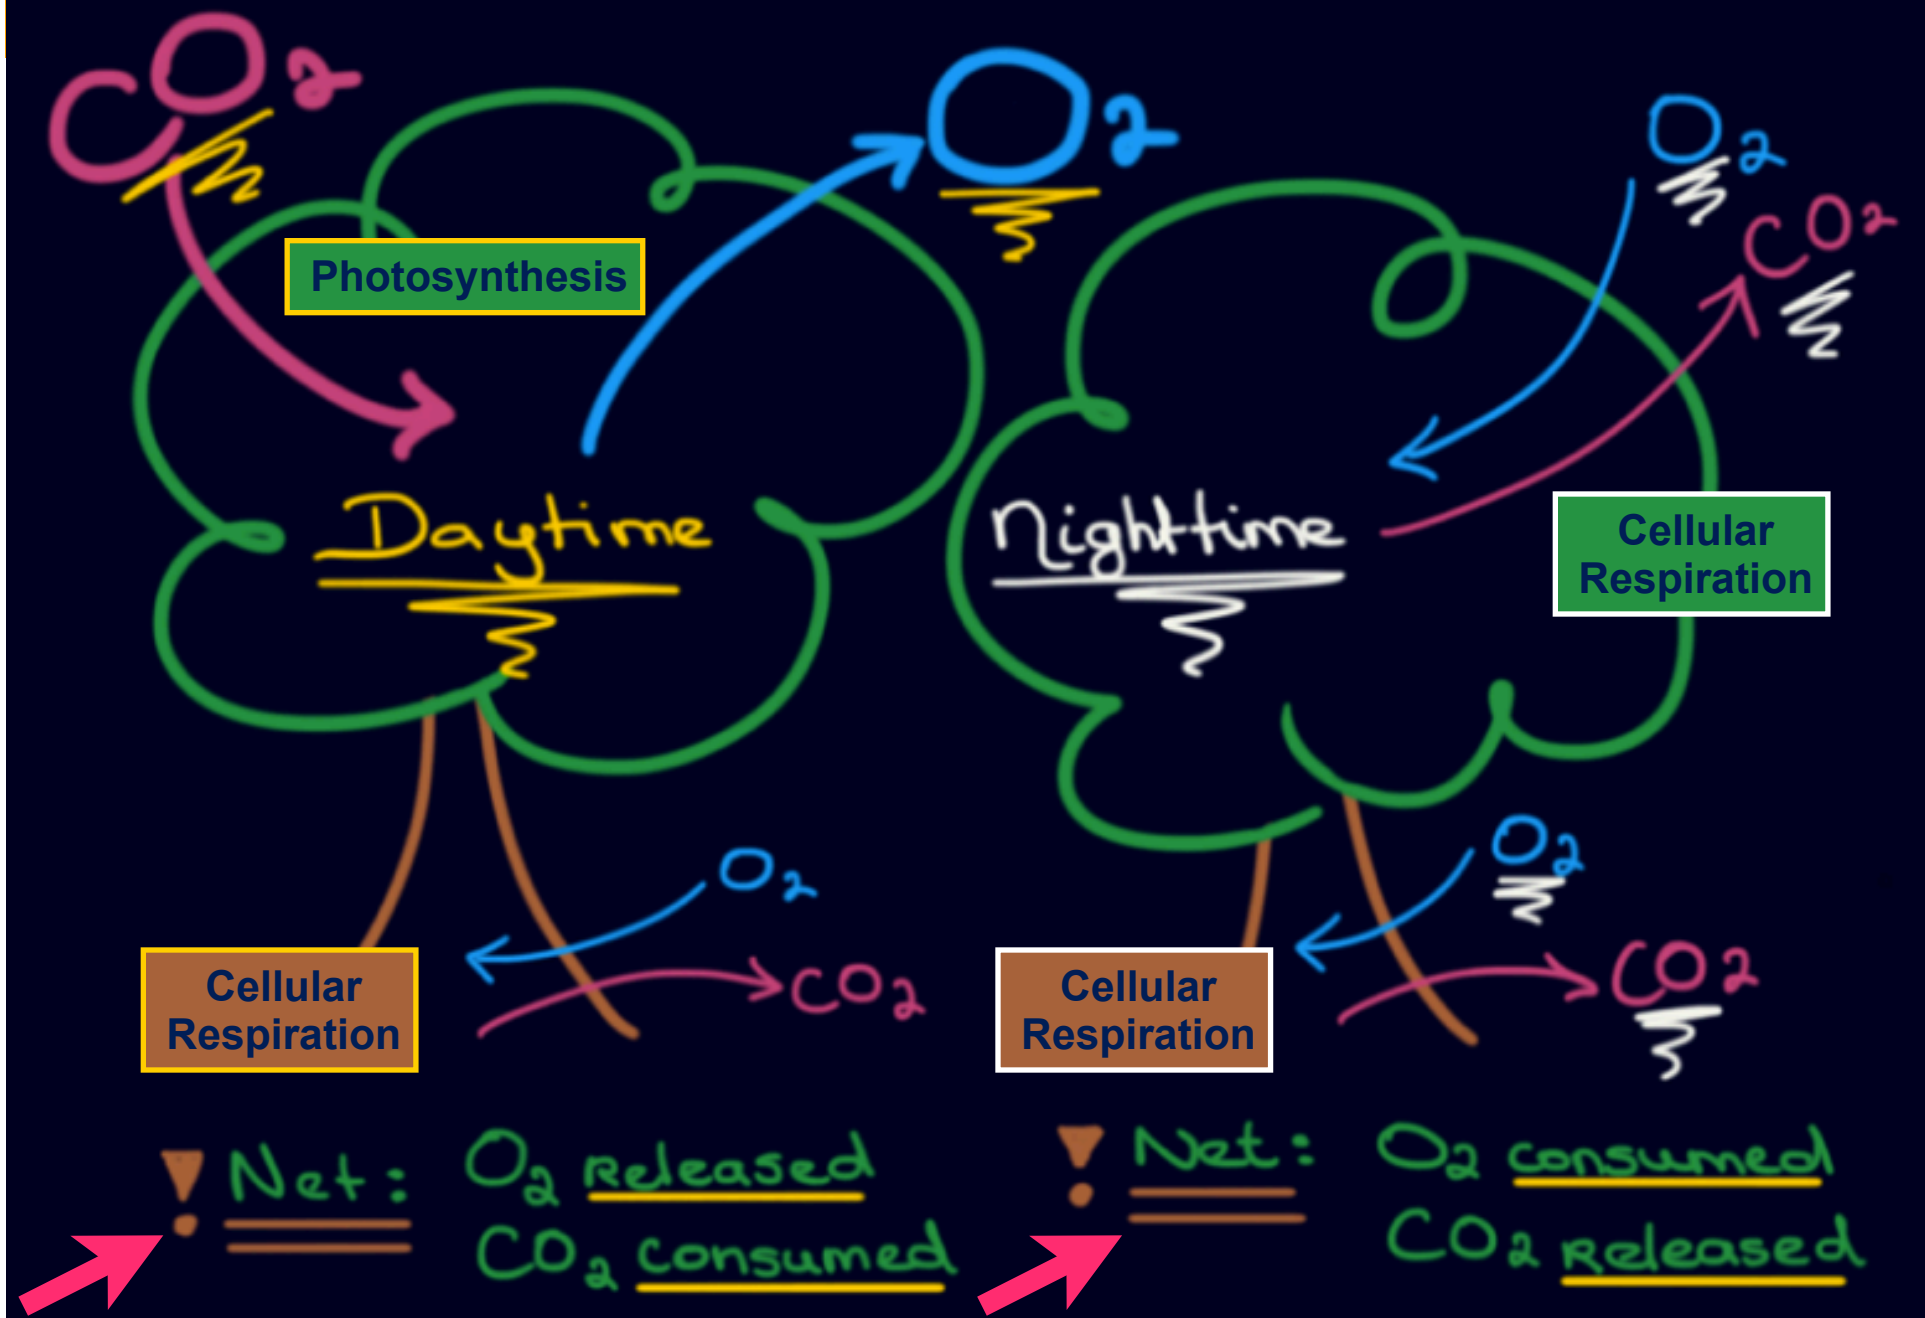 CO2
O2
Photosynthesis
Daytime
O2
CO2
Cellular
Respiration
! Net: O2 Released
CO2 consumed
O2
CO2
Nighttime
Cellular
Respiration
O2
CO2
Cellular
Respiration
! Net: O2 consumed
CO2 Released